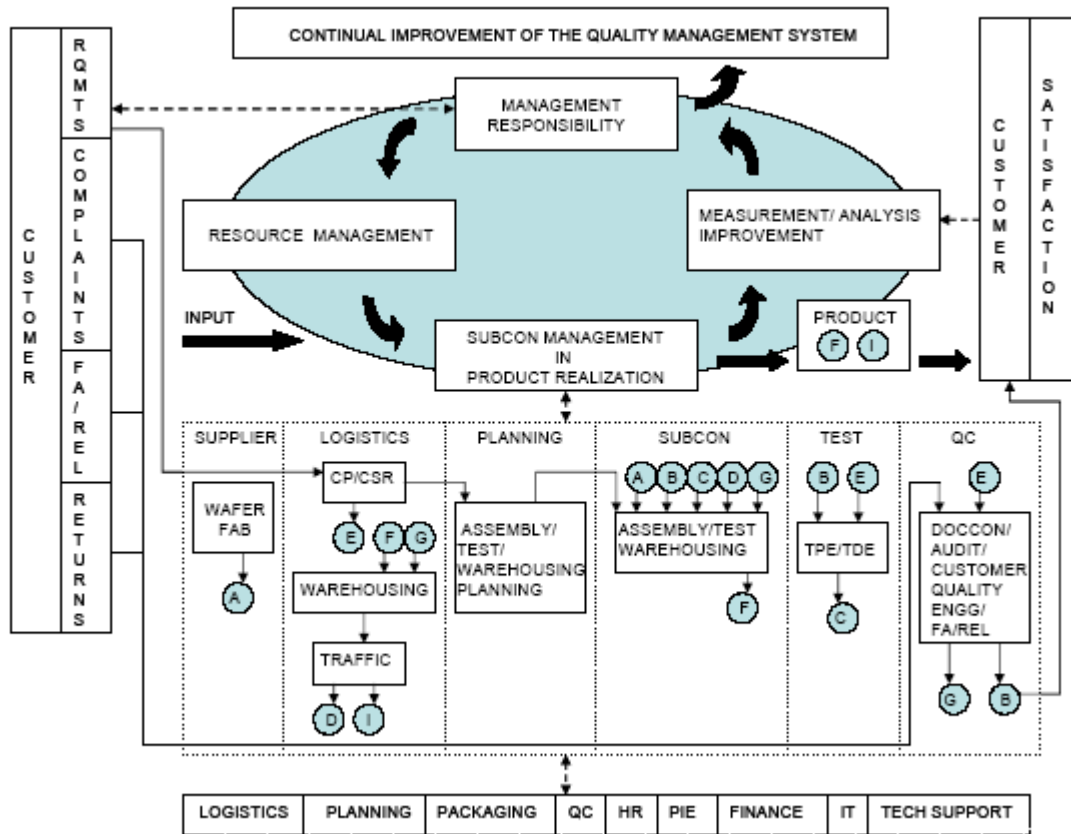 CONTINUAL IMPROVEMENT OF THE QUALITY MANAGEMENT SYSTEM
CUSTOMER
RQMTS
COMPLAINTS
FA/REL
RETURNS
MANAGEMENT
RESPONSIBILITY
RESOURCE MANAGEMENT
MEASUREMENT/ ANALYSIS
IMPROVEMENT
CUSTOMER
SATISFACTION
INPUT
SUBCON MANAGEMENT
IN
PRODUCT REALIZATION
PRODUCT
F I
SUPPLIER
WAFER
FAB
A
LOGISTICS
CP/CSR
E F G
WAREHOUSING
TRAFFIC
D I
PLANNING
ASSEMBLY/
TEST/
WAREHOUSING
PLANNING
SUBCON
A B C D G
ASSEMBLY/TEST
WAREHOUSING
F
TEST
B E
TPE/TDE
C
QC
E
DOCCON/
AUDIT/
CUSTOMER
QUALITY
ENGG/
FA/REL
G B
LOGISTICS PLANNING PACKAGING QC HR PIE FINANCE IT TECH SUPPORT